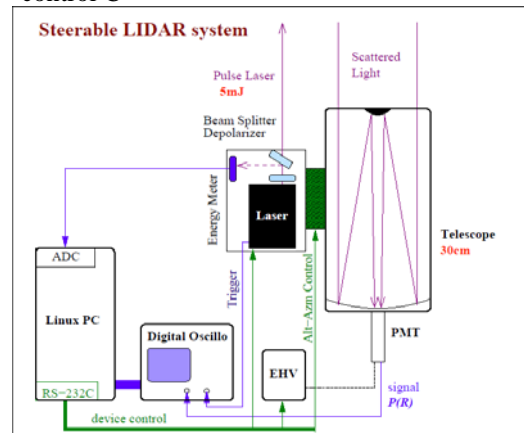 Steerable LIDAR system
Pulse Laser
5mJ
Scattered
Light
Beam Splitter
Depolarizer
Energy Meter
Laser
Telescope
30cm
ADC
Linux PC
RS-232C
Trigger
Digital Oscillo
Alt-Azm Control
EHV
PMT
signal
P(R)
device control